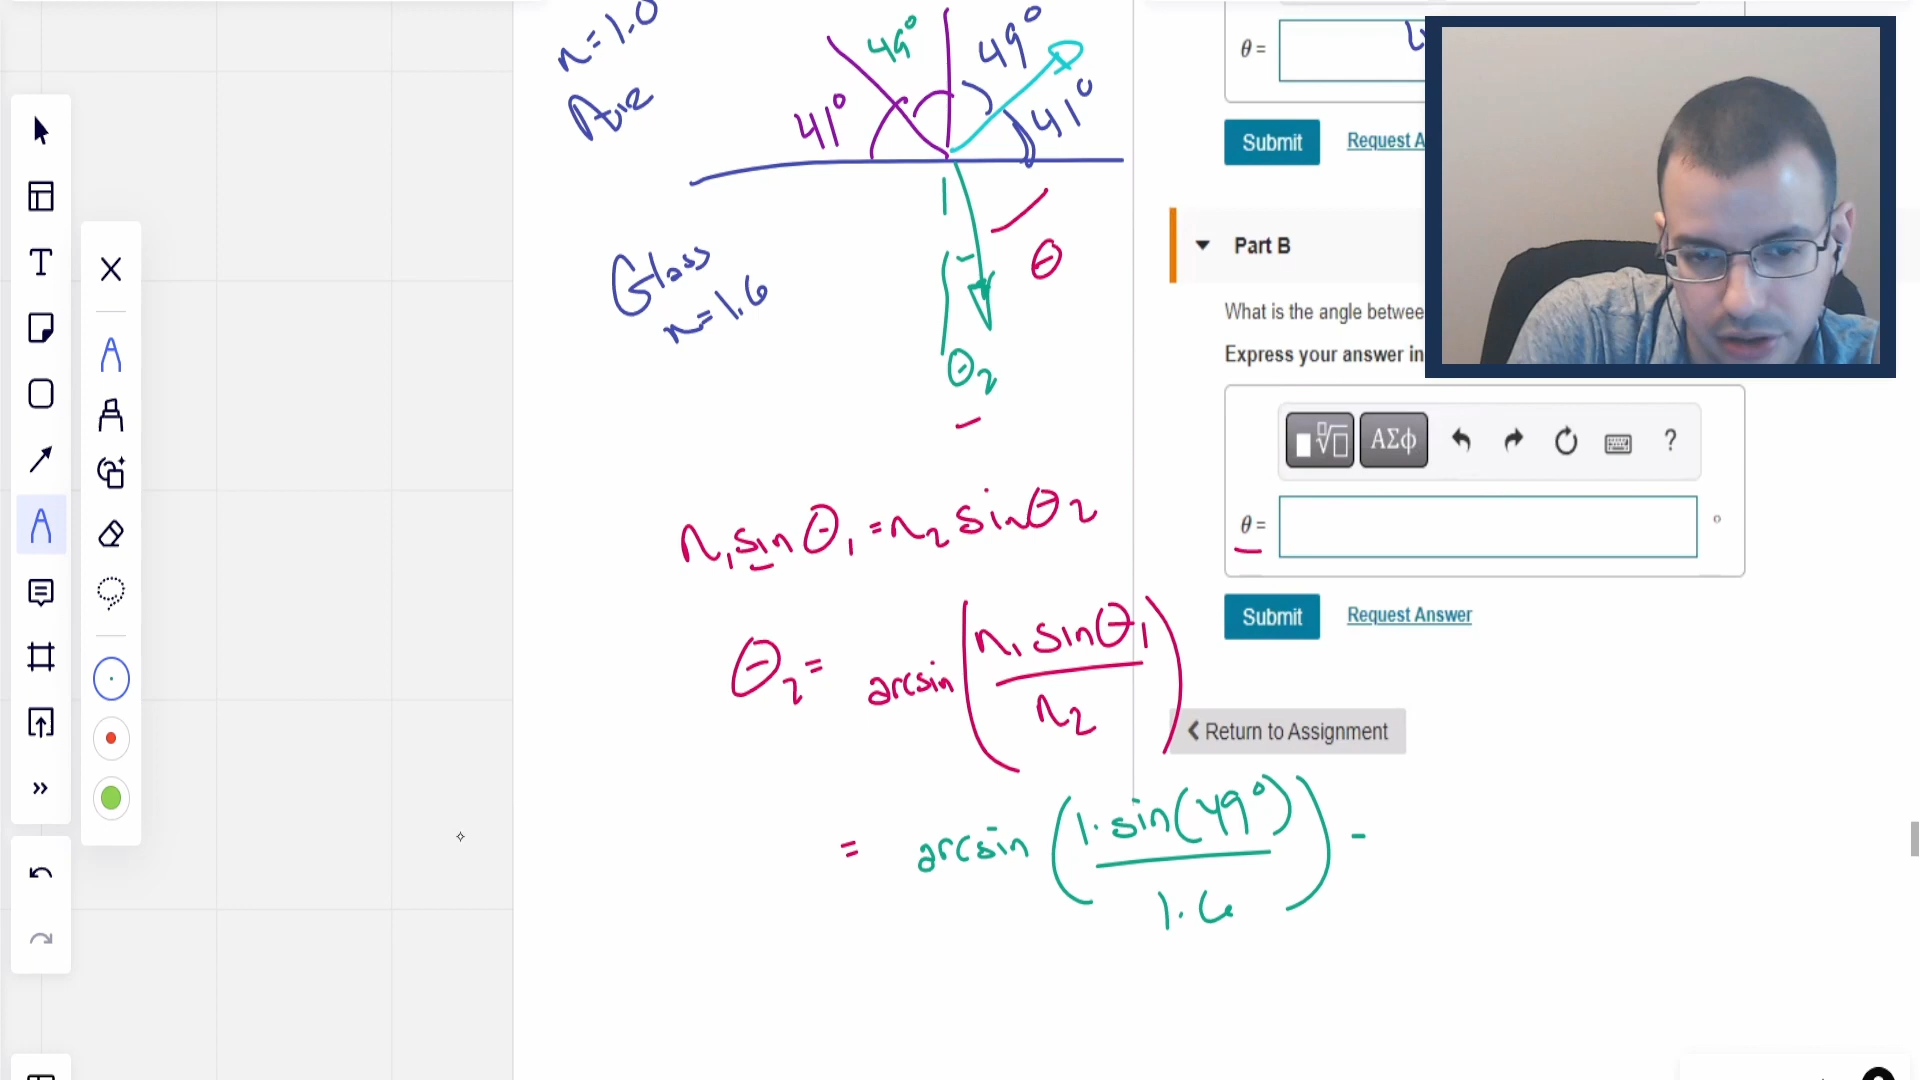 n=1.0
Air
49°
49°
41°
41°
Glass
n=1.6
θ
θ2
n1 sin θ1 = n2 sin θ2
θ2 = arcsin (n1 sin θ1 / n2)
= arcsin (1. sin(49°) / 1.6) -
T
»
θ =
Submit
Request A
Part B
What is the angle betwee
Express your answer in
ΑΣφ
?
θ =
°
Submit
Request Answer
Return to Assignment